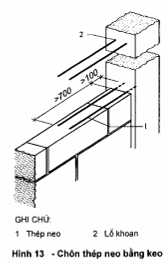 2
>100
>700
1
GHI CHÚ:
1 Thép neo 2 Lỗ khoan
Hình 13 - Chôn thép neo bằng keo